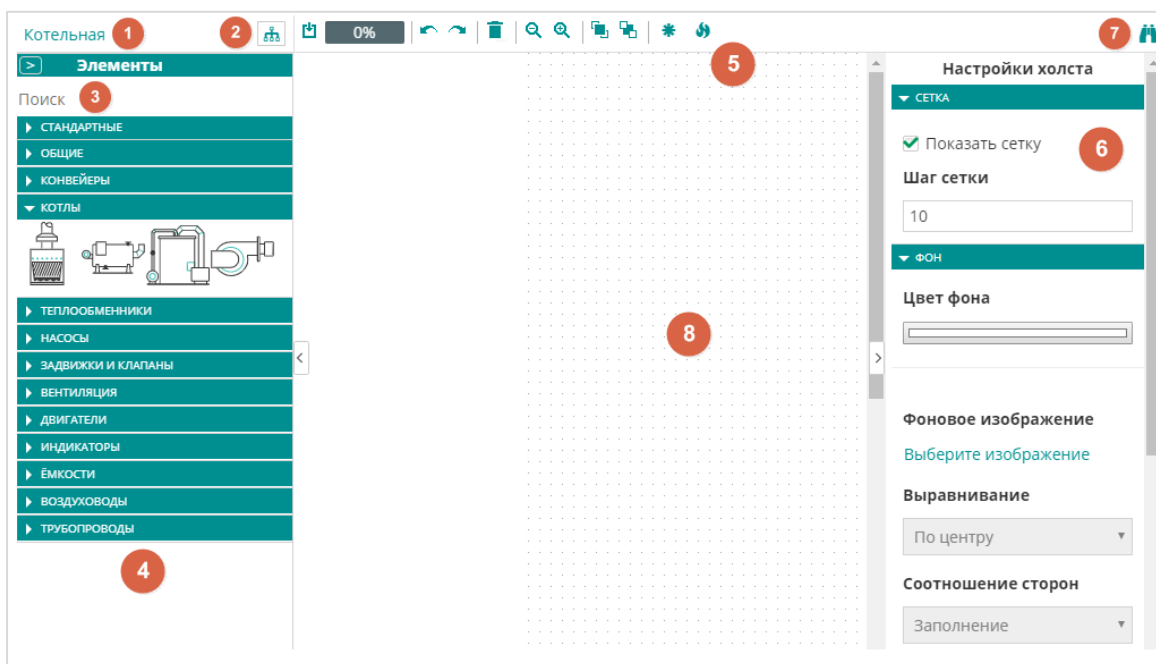 Котельная 1
2
0%
7
> Элементы
5
Настройки холста
Поиск 3
СЕТКА
СТАНДАРТНЫЕ
ОБЩИЕ
Показать сетку
6
КОНВЕЙЕРЫ
Шаг сетки
КОТЛЫ
10
ФОН
Цвет фона
ТЕПЛООБМЕННИКИ
НАСОСЫ
8
ЗАДВИЖКИ И КЛАПАНЫ
<
>
ВЕНТИЛЯЦИЯ
ДВИГАТЕЛИ
Фоновое изображение
ИНДИКАТОРЫ
Выберите изображение
ЁМКОСТИ
Выравнивание
ВОЗДУХОВОДЫ
ТРУБОПРОВОДЫ
По центру
4
Соотношение сторон
Заполнение